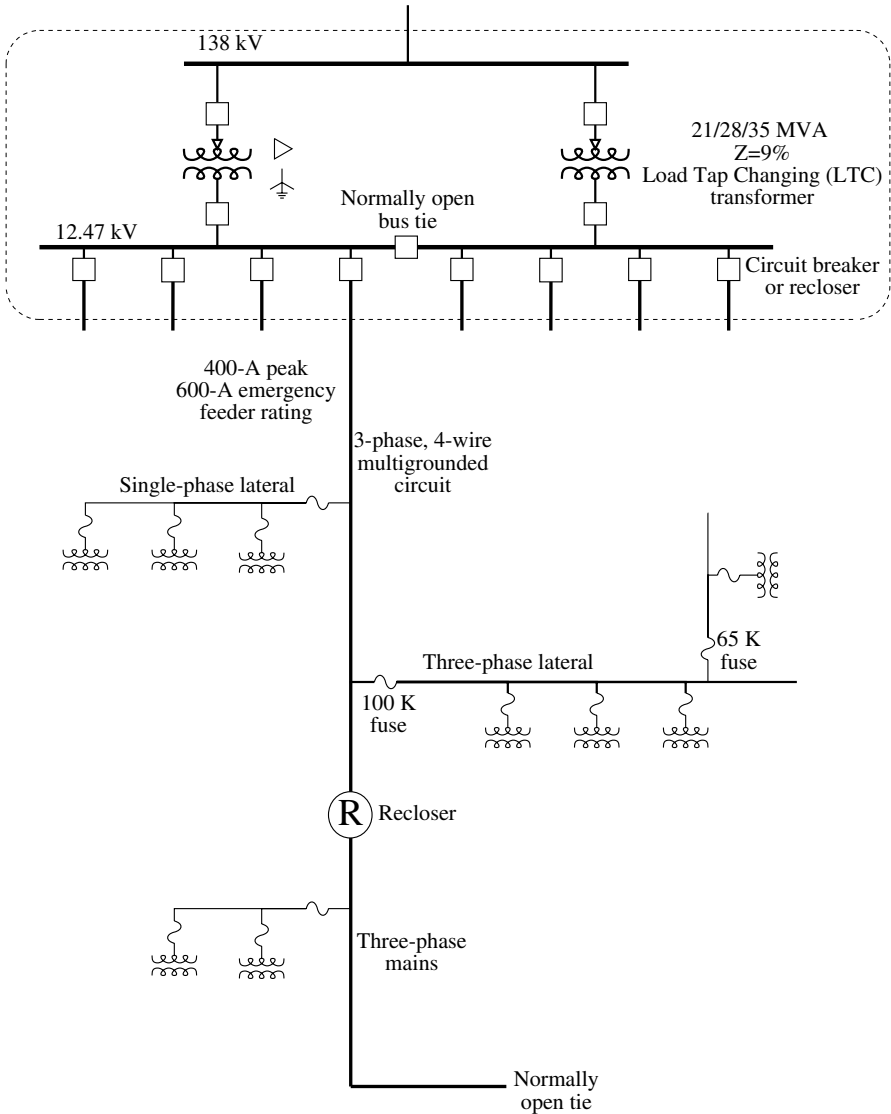 138 kV
21/28/35 MVA
Z=9%
Load Tap Changing (LTC)
transformer
Normally open
bus tie
12.47 kV
Circuit breaker
or recloser
400-A peak
600-A emergency
feeder rating
3-phase, 4-wire
multigrounded
circuit
Single-phase lateral
65 K
fuse
Three-phase lateral
100 K
fuse
R
Recloser
Three-phase
mains
Normally
open tie